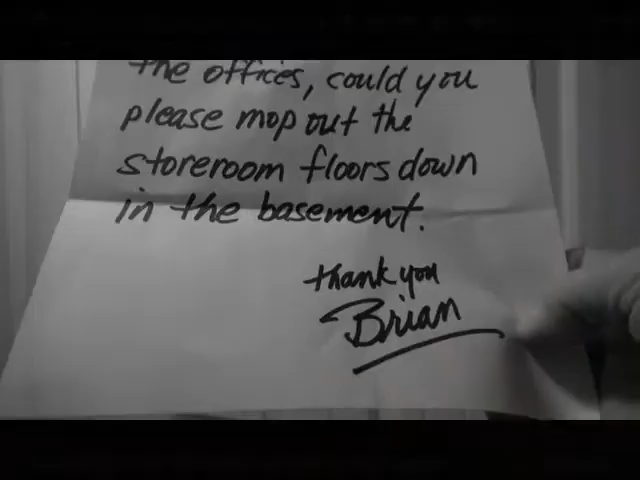 the offices, could you
please mop out the
storeroom floors down
in the basement.
thank you
Brian